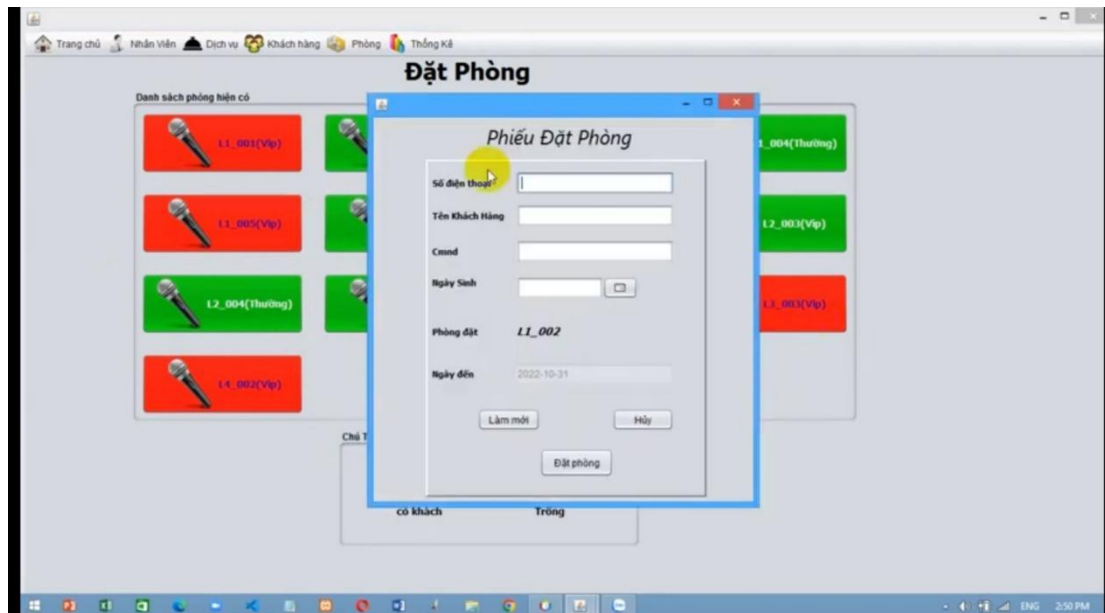 Trang chủ Nhân Viên Dịch vụ Khách hàng Phòng Thống Kê
Đặt Phòng
Danh sách phòng hiện có
L1_001(Vip)
1_004(Thường)
L1_005(Vip)
L2_003(Vip)
L2_004(Thường)
L3_003(Vip)
L4_002(Vip)
Phiếu Đặt Phòng
Số điện thoại
Tên Khách Hàng
Cmnd
Ngày Sinh
Phòng đặt L1_002
Ngày đến 2022-10-31
Làm mới Hủy
Đặt phòng
Chú T
có khách Trống
ENG 2:50 PM